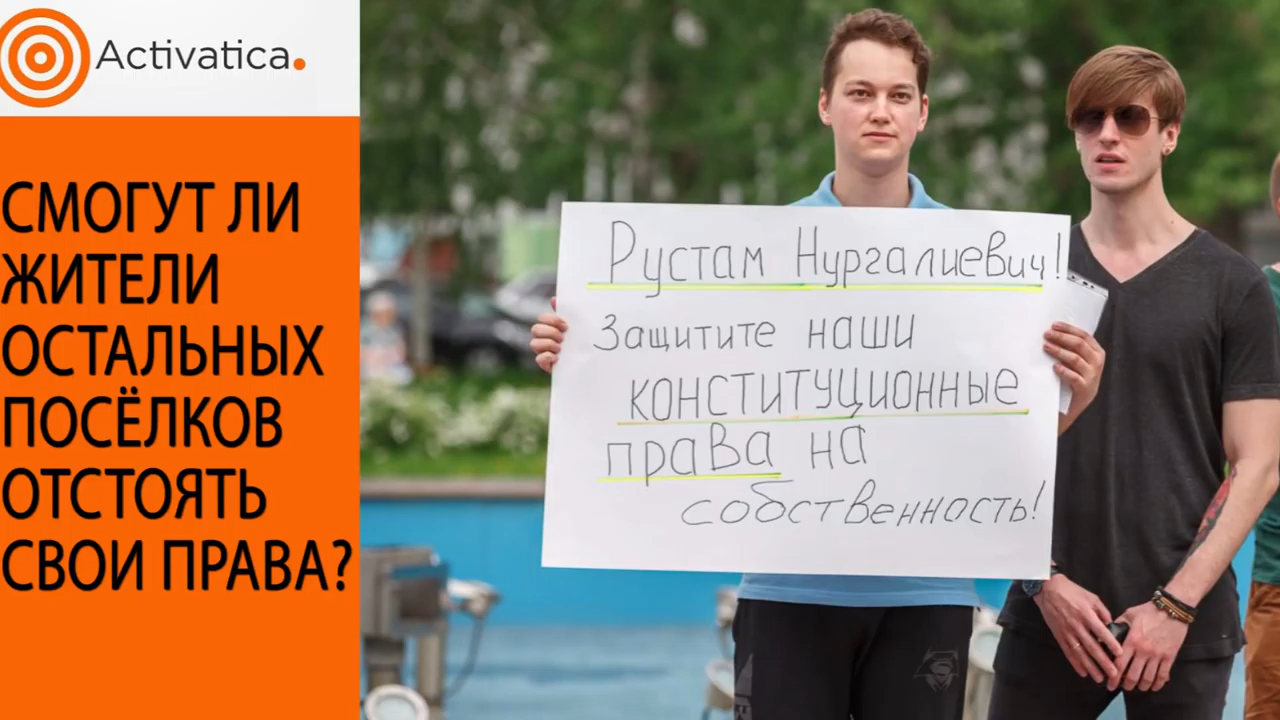 Activatica.
СМОГУТ ЛИ
ЖИТЕЛИ
ОСТАЛЬНЫХ
ПОСЁЛКОВ
ОТСТОЯТЬ
СВОИ ПРАВА?
Рустам Нургалиевич!
Защитите наши
конституционные
права на
собственность!